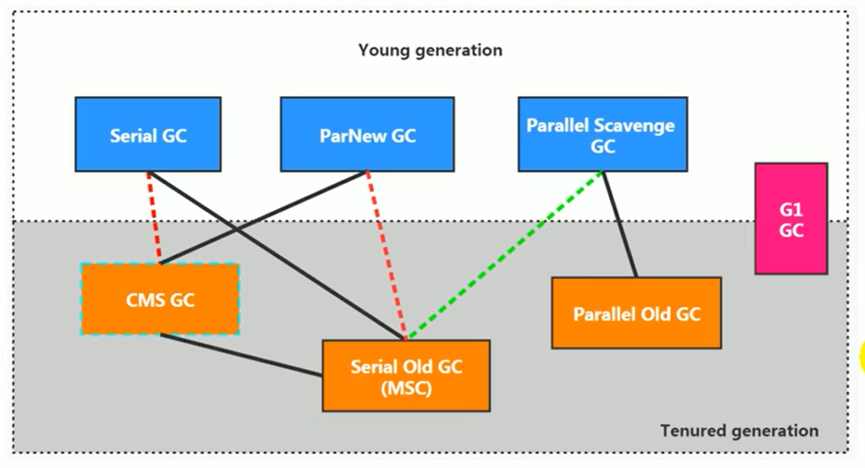 Young generation
Serial GC
ParNew GC
Parallel Scavenge
GC
G1
GC
CMS GC
Parallel Old GC
Serial Old GC
(MSC)
Tenured generation